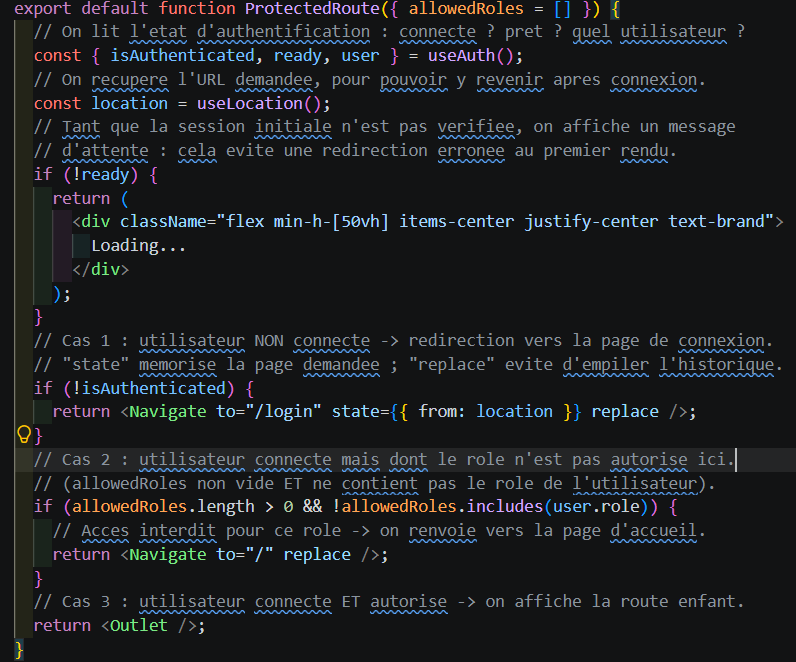 export default function ProtectedRoute({ allowedRoles = [] }) {
// On lit l'etat d'authentification : connecte ? pret ? quel utilisateur ?
const { isAuthenticated, ready, user } = useAuth();
// On recupere l'URL demandee, pour pouvoir y revenir apres connexion.
const location = useLocation();
// Tant que la session initiale n'est pas verifiee, on affiche un message
// d'attente : cela evite une redirection erronee au premier rendu.
if (!ready) {
return (
<div className="flex min-h-[50vh] items-center justify-center text-brand">
Loading...
</div>
);
}
// Cas 1 : utilisateur NON connecte -> redirection vers la page de connexion.
// "state" memorise la page demandee ; "replace" evite d'empiler l'historique.
if (!isAuthenticated) {
return <Navigate to="/login" state={{ from: location }} replace />;
}
// Cas 2 : utilisateur connecte mais dont le role n'est pas autorise ici.
// (allowedRoles non vide ET ne contient pas le role de l'utilisateur).
if (allowedRoles.length > 0 && !allowedRoles.includes(user.role)) {
// Acces interdit pour ce role -> on renvoie vers la page d'accueil.
return <Navigate to="/" replace />;
}
// Cas 3 : utilisateur connecte ET autorise -> on affiche la route enfant.
return <Outlet />;
}